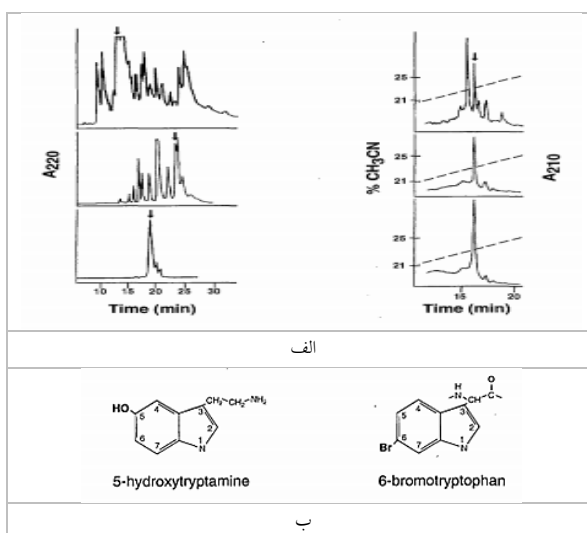 A220
10 15 20 25 30
Time (min)
% CH3CN
25
21
25
21
25
21
A210
15 20
Time (min)
الف
HO
5
4
3
CH2-CH2-NH2
6
7
1
N
2
5-hydroxytryptamine
H
N
O
C
Br
5
4
3
6
7
1
N
2
6-bromotryptophan
ب